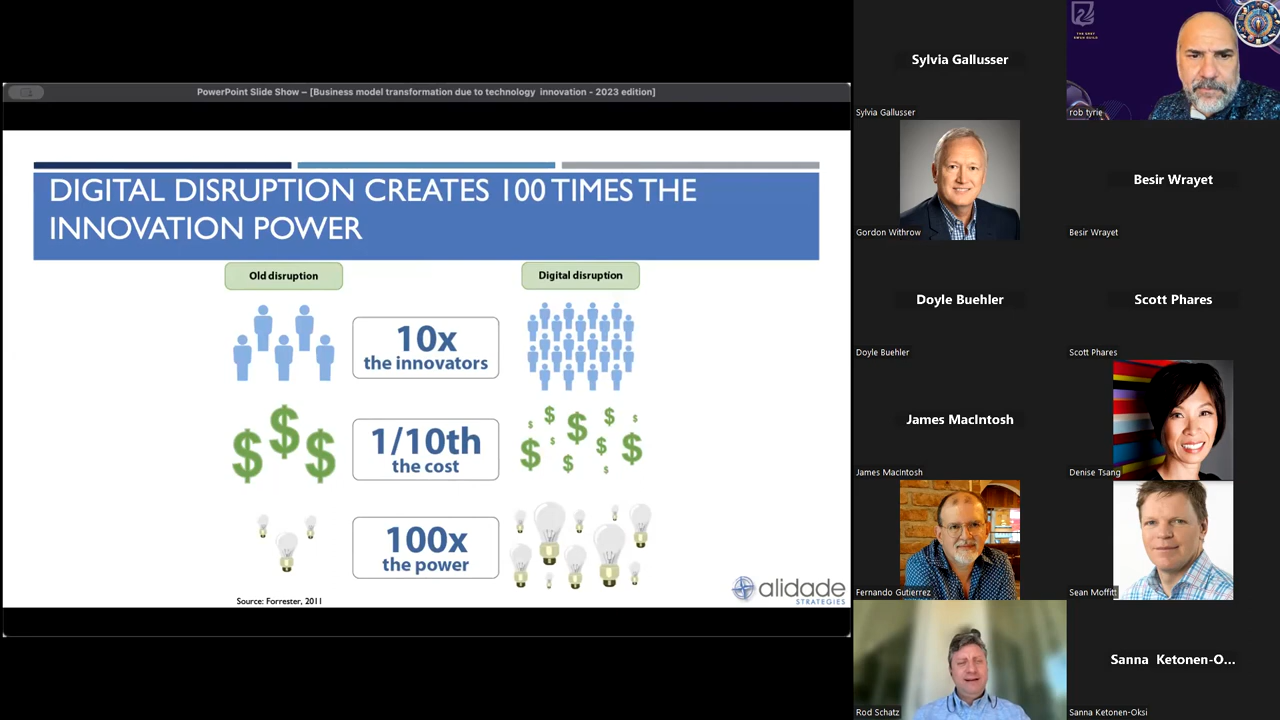 PowerPoint Slide Show – [Business model transformation due to technology  innovation - 2023 edition]
DIGITAL DISRUPTION CREATES 100 TIMES THE
INNOVATION POWER
Old disruption
Digital disruption
10x
the innovators
1/10th
the cost
100x
the power
Source: Forrester, 2011
alidade
STRATEGIES
Sylvia Gallusser
Sylvia Gallusser
THE GREY
SWAN GUILD
rob tyrie
Gordon Withrow
Besir Wrayet
Besir Wrayet
Doyle Buehler
Doyle Buehler
Scott Phares
Scott Phares
James MacIntosh
James MacIntosh
Denise Tsang
Fernando Gutierrez
Sean Moffitt
Rod Schatz
Sanna  Ketonen-O...
Sanna Ketonen-Oksi